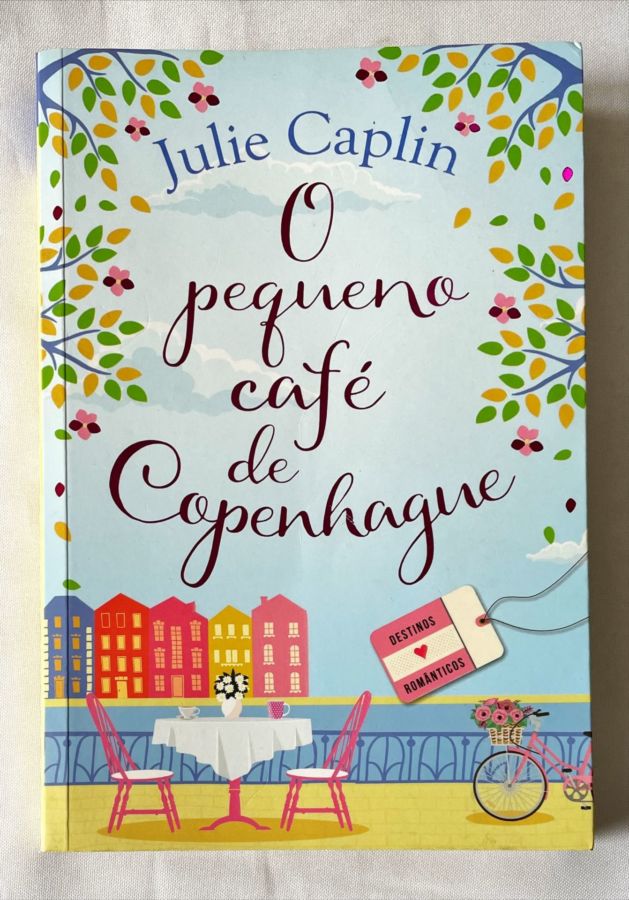 Julie Caplin
O
pequeno
café
de
Copenhague
DESTINOS
ROMÂNTICOS